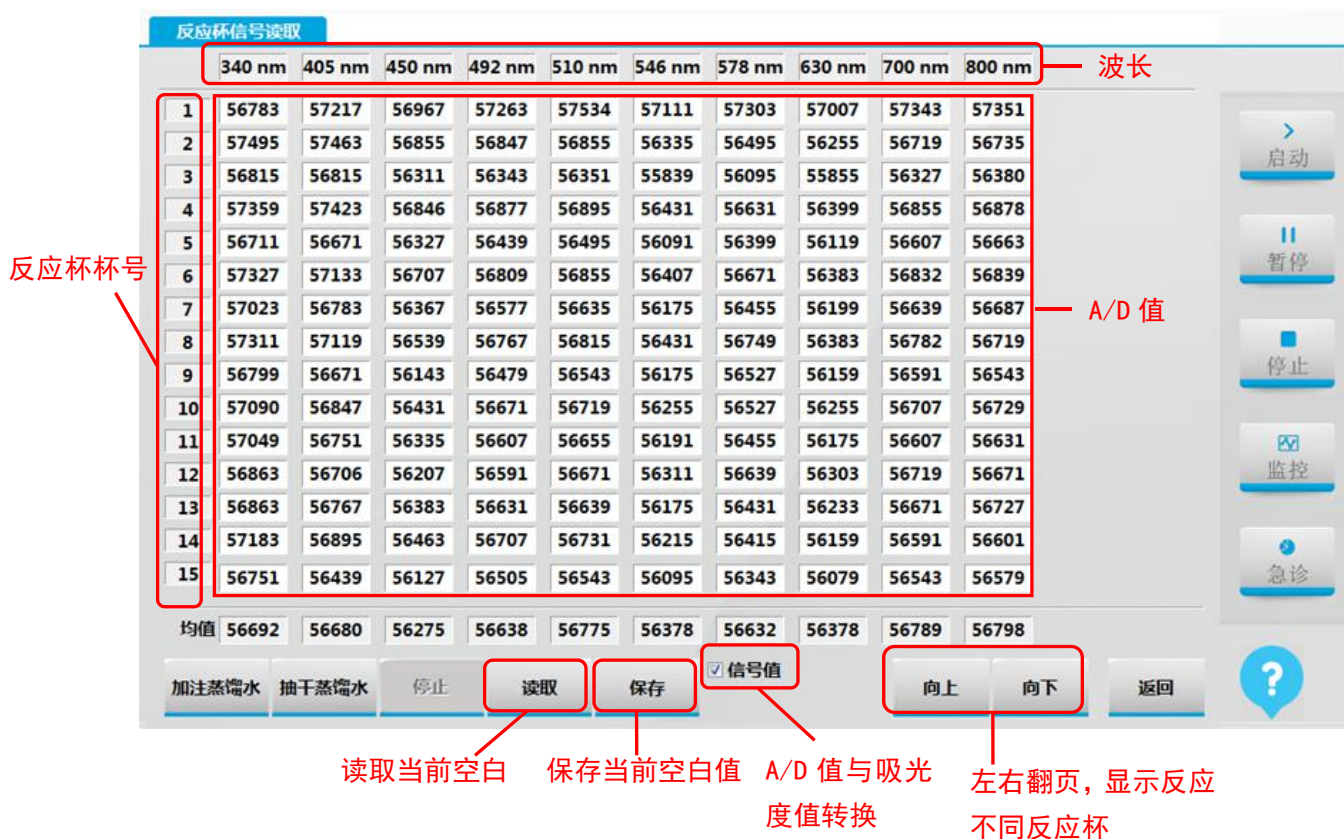 反应杯信号读取
340 nm 405 nm 450 nm 492 nm 510 nm 546 nm 578 nm 630 nm 700 nm 800 nm
波长
1 56783 57217 56967 57263 57534 57111 57303 57007 57343 57351
2 57495 57463 56855 56847 56855 56335 56495 56255 56719 56735
3 56815 56815 56311 56343 56351 55839 56095 55855 56327 56380
4 57359 57423 56846 56877 56895 56431 56631 56399 56855 56878
5 56711 56671 56327 56439 56495 56091 56399 56119 56607 56663
6 57327 57133 56707 56809 56855 56407 56671 56383 56832 56839
7 57023 56783 56367 56577 56635 56175 56455 56199 56639 56687
8 57311 57119 56539 56767 56815 56431 56749 56383 56782 56719
9 56799 56671 56143 56479 56543 56175 56527 56159 56591 56543
10 57090 56847 56431 56671 56719 56255 56527 56255 56707 56729
11 57049 56751 56335 56607 56655 56191 56455 56175 56607 56631
12 56863 56706 56207 56591 56671 56311 56639 56303 56719 56671
13 56863 56767 56383 56631 56639 56175 56431 56233 56671 56727
14 57183 56895 56463 56707 56731 56215 56415 56159 56591 56601
15 56751 56439 56127 56505 56543 56095 56343 56079 56543 56579
均值 56692 56680 56275 56638 56775 56378 56632 56378 56789 56798
反应杯杯号
A/D 值
启动
暂停
停止
监控
急诊
加注蒸馏水 抽干蒸馏水 停止 读取 保存 信号值 向上 向下 返回
?
读取当前空白
保存当前空白值
A/D 值与吸光
度值转换
左右翻页，显示反应
不同反应杯